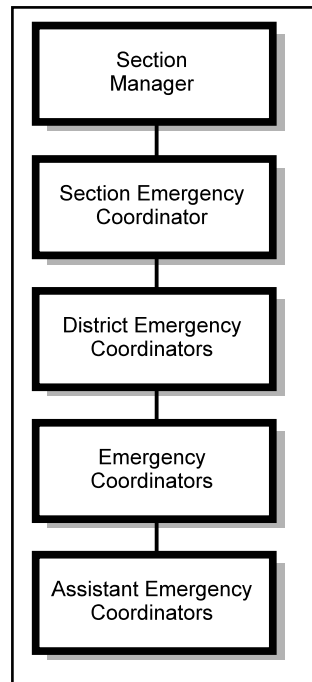 Section
Manager
Section Emergency
Coordinator
District Emergency
Coordinators
Emergency
Coordinators
Assistant Emergency
Coordinators